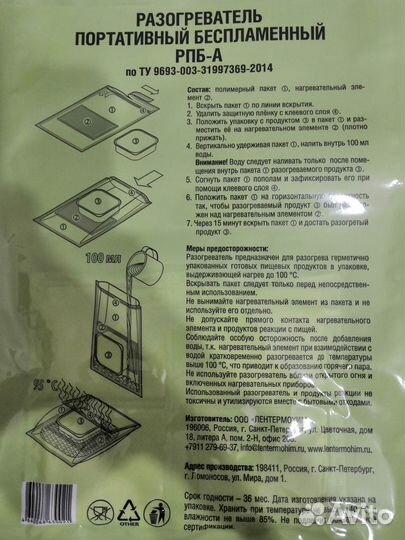 РАЗОГРЕВАТЕЛЬ
ПОРТАТИВНЫЙ БЕСПЛАМЕННЫЙ
РПБ-А
по ТУ 9693-003-31997369-2014
Состав: полимерный пакет ①, нагревательный элемент ②.
1. Вскрыть пакет ① по линии вскрытия.
2. Удалить защитную плёнку с клеевого слоя ④.
3. Положить упаковку с продуктом ③ в пакет ① и разместить её на нагревательном элементе ② (плотно прижать).
4. Вертикально удерживая пакет ①, налить внутрь 100 мл воды.
Внимание! Воду следует наливать только после помещения внутрь пакета ① разогреваемого продукта ③.
5. Согнуть пакет ① пополам и зафиксировать его при помощи клеевого слоя ④.
6. Положить пакет ① на горизонтальную поверхность так, чтобы разогреваемый продукт ③ был расположен над нагревательным элементом ②.
7. Через 15 минут вскрыть пакет ① и достать разогретый продукт ③.
100 мл
95 °C
Меры предосторожности:
Разогреватель предназначен для разогрева герметично упакованных готовых пищевых продуктов в упаковке, выдерживающей нагрев до 100 °С.
Вскрывать пакет следует только перед непосредственным использованием.
Не вынимайте нагревательный элемент из пакета и не используйте его отдельно.
Не допускайте прямого контакта нагревательного элемента и продуктов реакции с пищей.
Соблюдайте особую осторожность после добавления воды, т.к. нагревательный элемент при взаимодействии с водой кратковременно разогревается до температуры выше 100 °С, что приводит к образованию горячего пара.
Не используйте разогреватель вблизи открытого огня и включенных нагревательных приборов.
Использованный разогреватель и продукты реакции не токсичны и утилизируются вместе с бытовыми отходами.
Изготовитель: ООО «ЛЕНТЕРМОХИМ»
196006, Россия, г. Санкт-Петербург, ул. Цветочная, дом 18, литера А, пом. 2-Н, офис
+7911 279-69-37, info@lentermohim.ru, lentermohim.ru
Адрес производства: 198411, Россия, г. Санкт-Петербург, г. Ломоносов, ул. Мира, дом 1.
Срок годности - 36 мес. Дата изготовления указана на упаковке. Хранить при температуре
влажности не выше 85%. Не подлежит сертификации.
7
OTHER
Avito